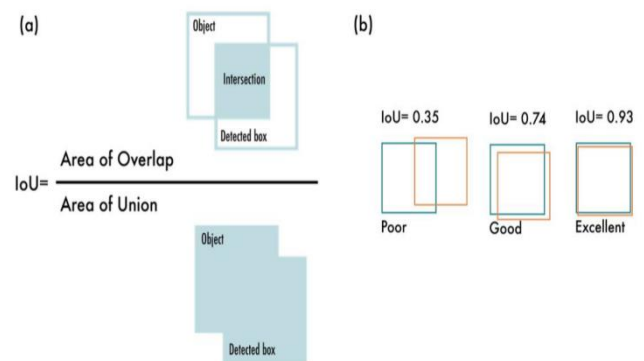 (a)
Object
Intersection
Detected box
IoU=
Area of Overlap
Area of Union
Object
Detected box
(b)
IoU= 0.35
IoU= 0.74
IoU= 0.93
Poor
Good
Excellent